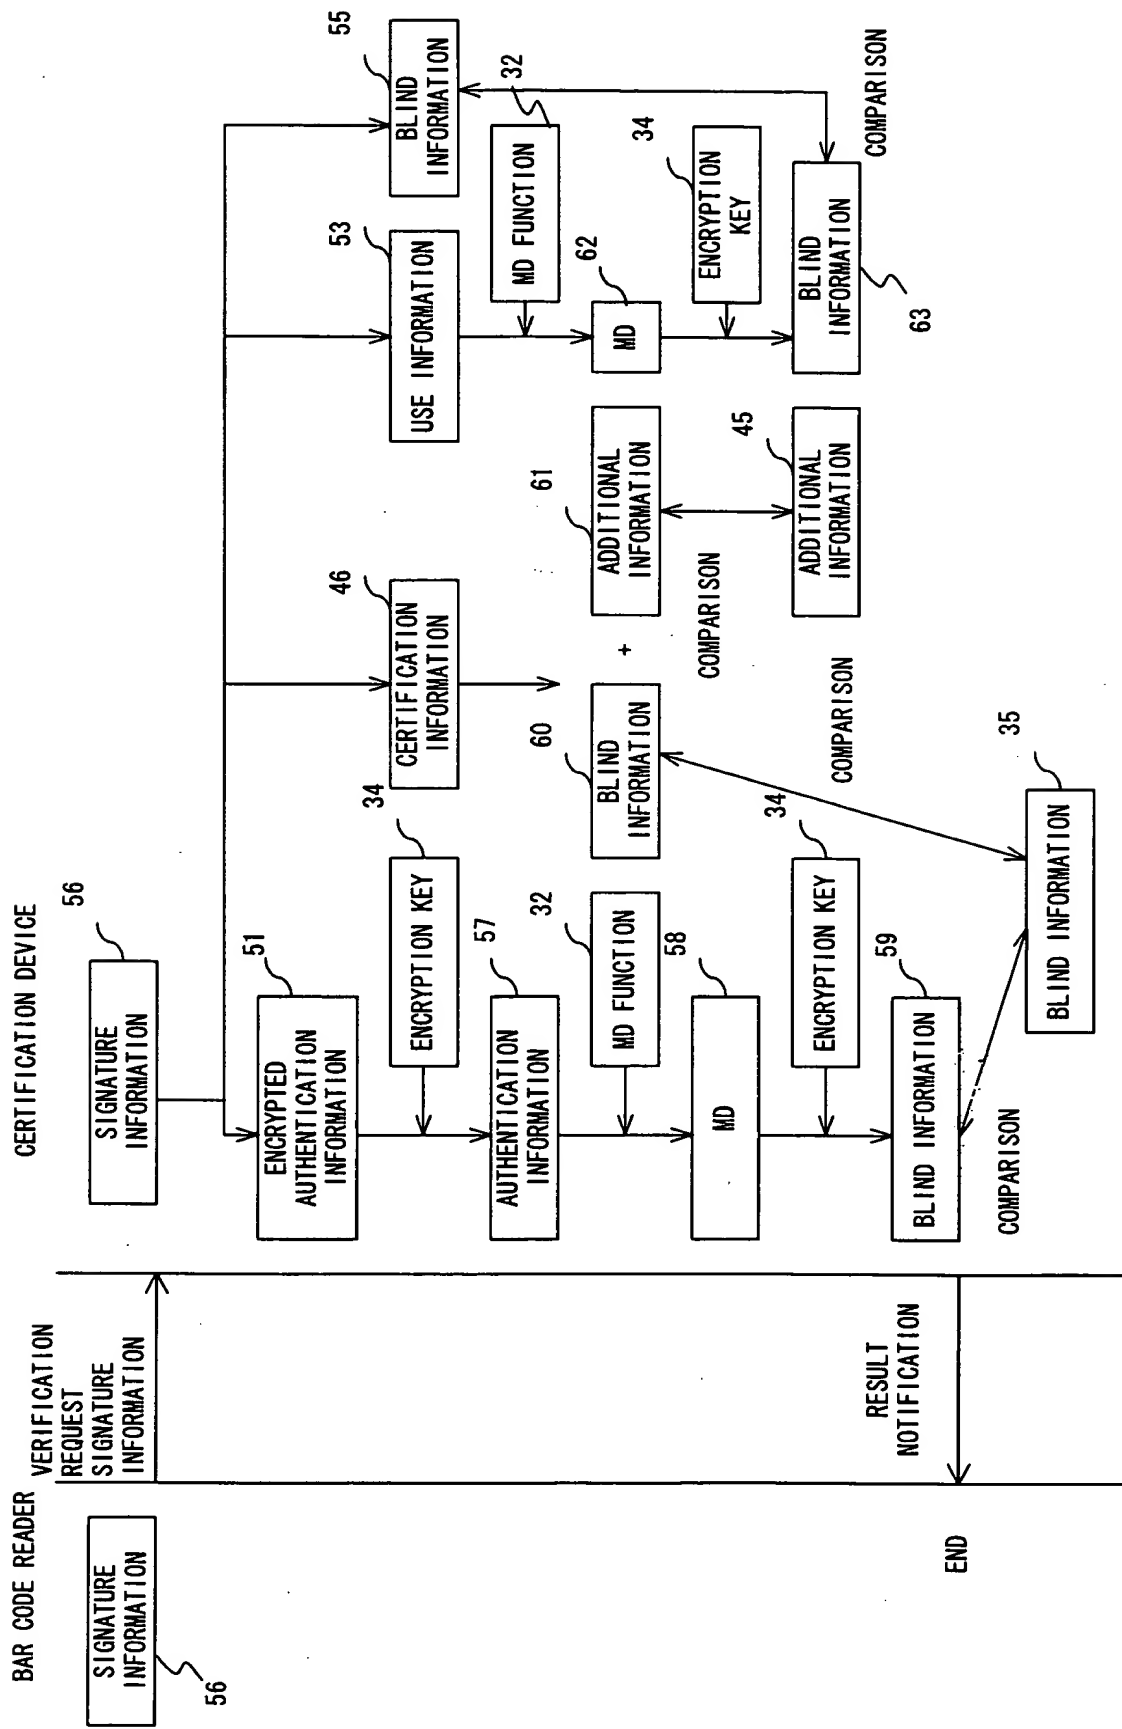 BAR CODE READER
CERTIFICATION DEVICE
SIGNATURE
INFORMATION
56
VERIFICATION
REQUEST
SIGNATURE
INFORMATION
SIGNATURE
INFORMATION
56
ENCRYPTED
AUTHENTICATION
INFORMATION
51
ENCRYPTION KEY
34
CERTIFICATION
INFORMATION
46
USE INFORMATION
53
BLIND
INFORMATION
55
AUTHENTICATION
INFORMATION
57
MD FUNCTION
32
MD FUNCTION
32
BLIND
INFORMATION
60
+
ADDITIONAL
INFORMATION
61
MD
62
MD
58
COMPARISON
ENCRYPTION
KEY
34
ENCRYPTION KEY
34
COMPARISON
ADDITIONAL
INFORMATION
45
BLIND
INFORMATION
63
COMPARISON
BLIND INFORMATION
59
RESULT
NOTIFICATION
END
COMPARISON
BLIND INFORMATION
35